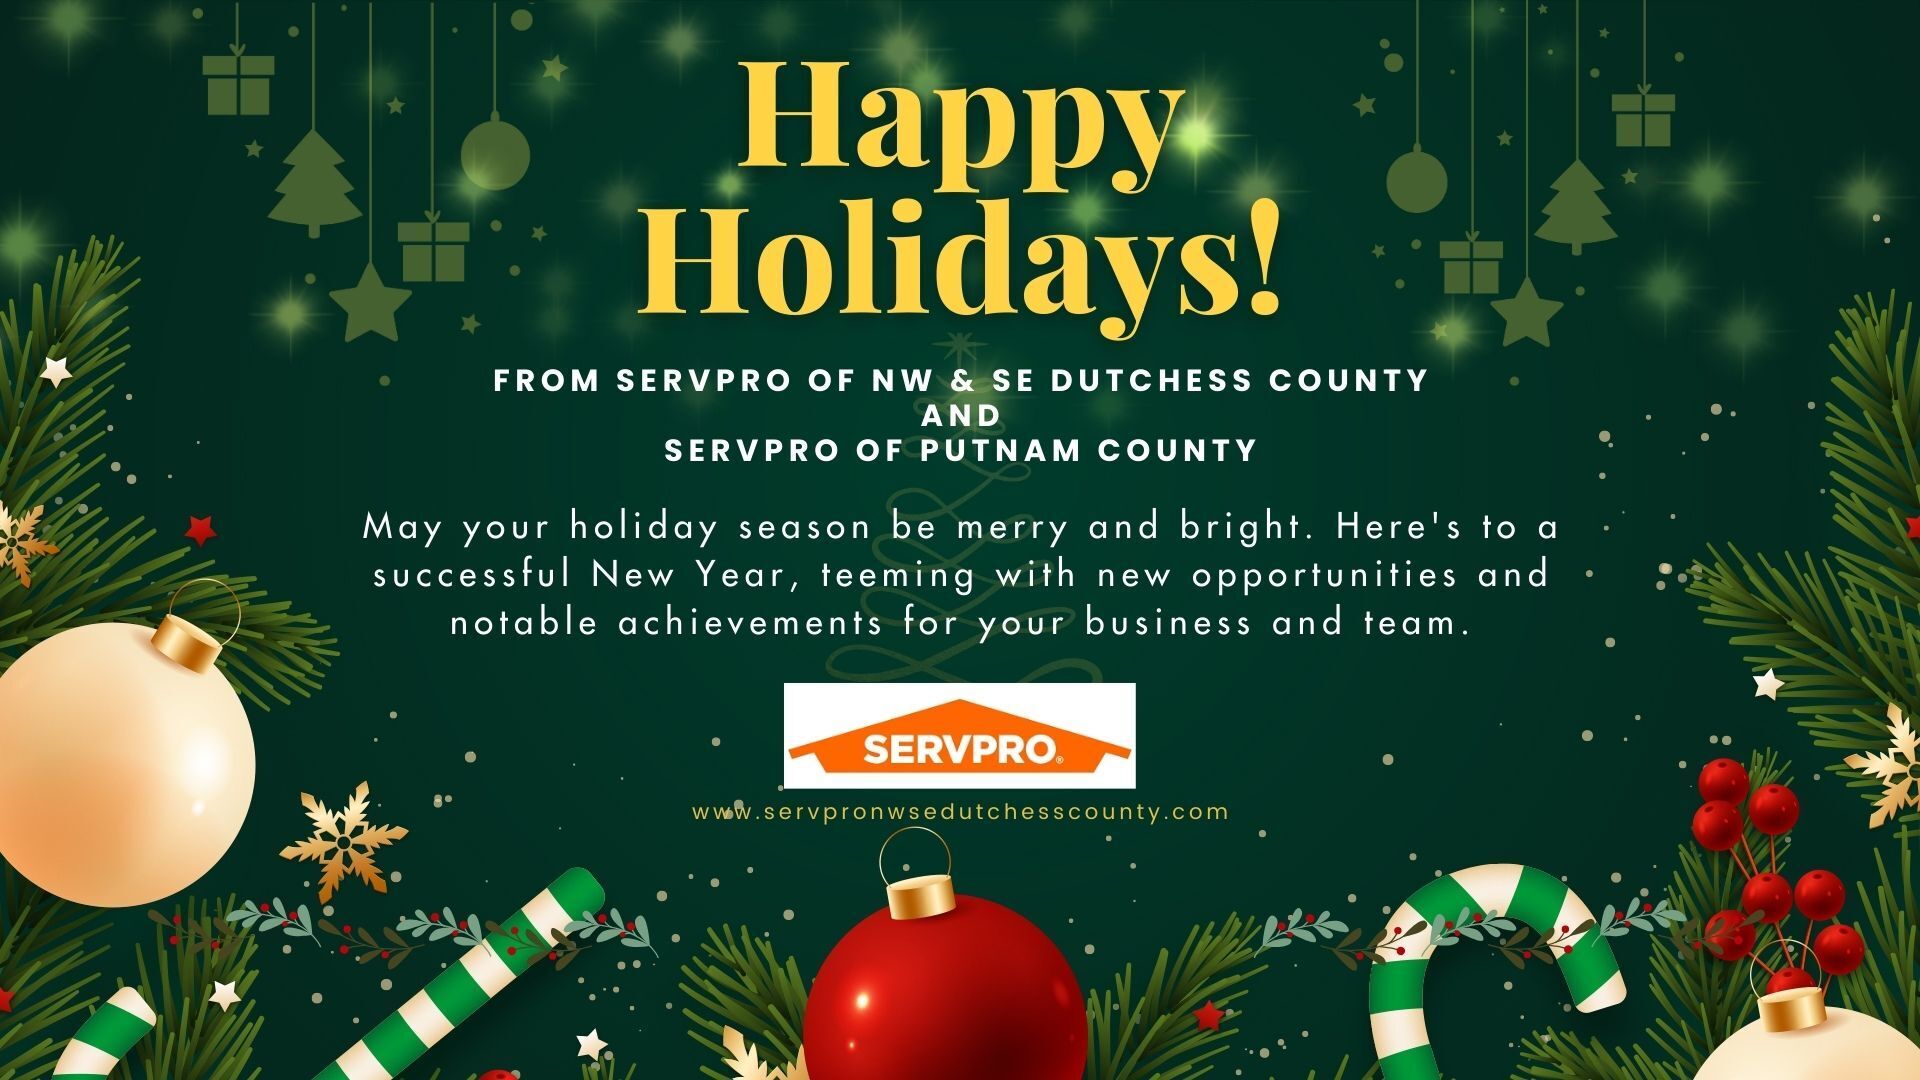 Happy
Holidays!
FROM SERVPRO OF NW & SE DUTCHESS COUNTY
AND
SERVPRO OF PUTNAM COUNTY
May your holiday season be merry and bright. Here's to a
successful New Year, teeming with new opportunities and
notable achievements for your business and team.
SERVPRO®
www.servpronwsedutchesscounty.com